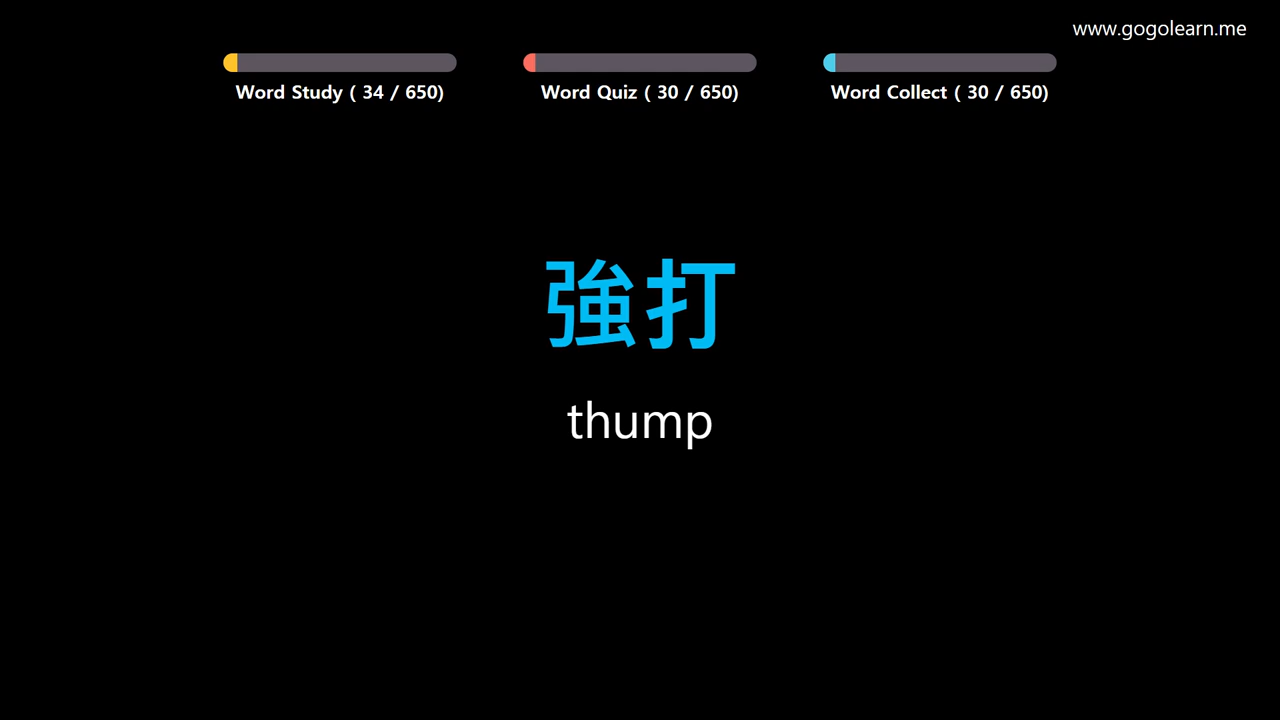 www.gogolearn.me
Word Study ( 34 / 650)
Word Quiz ( 30 / 650)
Word Collect ( 30 / 650)
強打
thump